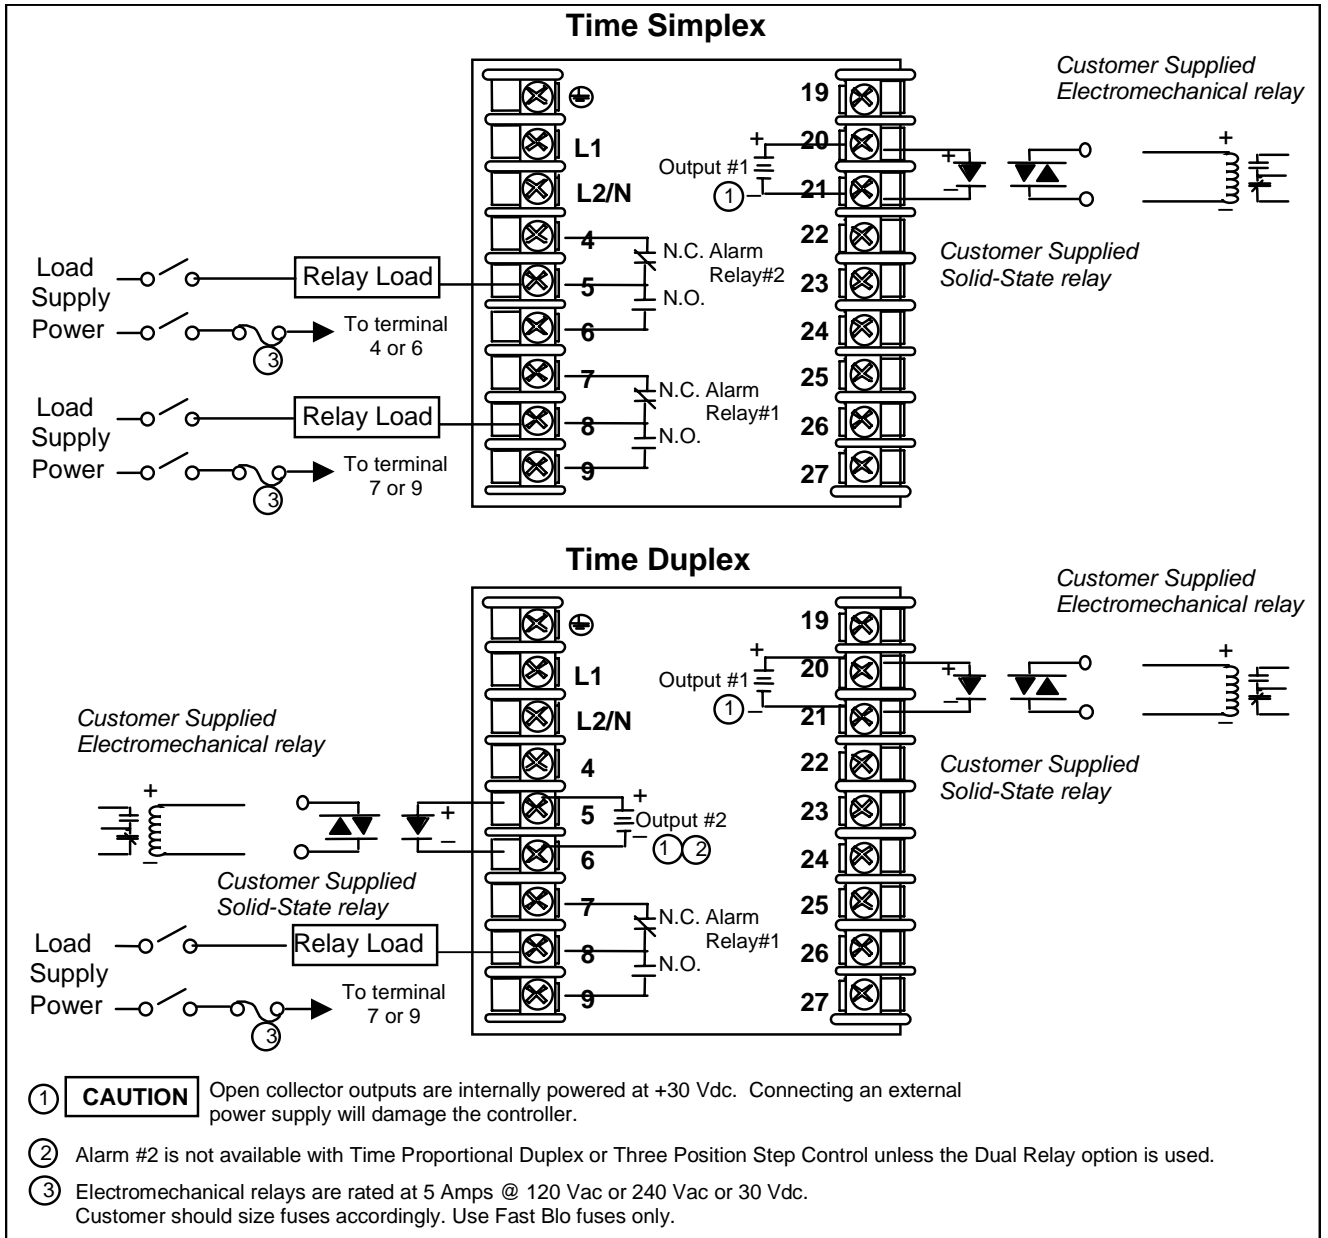 Time Simplex
Customer Supplied
Electromechanical relay
L1
L2/N
4
5
6
7
8
9
19
20
21
22
23
24
25
26
27
+
Output #1
1 –
+
–
+
–
Customer Supplied
Solid-State relay
N.C. Alarm
Relay#2
N.O.
N.C. Alarm
Relay#1
N.O.
Load
Supply
Power
Relay Load
3
To terminal
4 or 6
Load
Supply
Power
Relay Load
3
To terminal
7 or 9
Time Duplex
Customer Supplied
Electromechanical relay
L1
L2/N
4
5
6
7
8
9
19
20
21
22
23
24
25
26
27
+
Output #1
1 –
+
–
+
–
Customer Supplied
Solid-State relay
Customer Supplied
Electromechanical relay
+
–
+
–
Customer Supplied
Solid-State relay
+
Output #2
–
1 2
N.C. Alarm
Relay#1
N.O.
Load
Supply
Power
Relay Load
3
To terminal
7 or 9
1 CAUTION Open collector outputs are internally powered at +30 Vdc. Connecting an external
power supply will damage the controller.
2 Alarm #2 is not available with Time Proportional Duplex or Three Position Step Control unless the Dual Relay option is used.
3 Electromechanical relays are rated at 5 Amps @ 120 Vac or 240 Vac or 30 Vdc.
Customer should size fuses accordingly. Use Fast Blo fuses only.